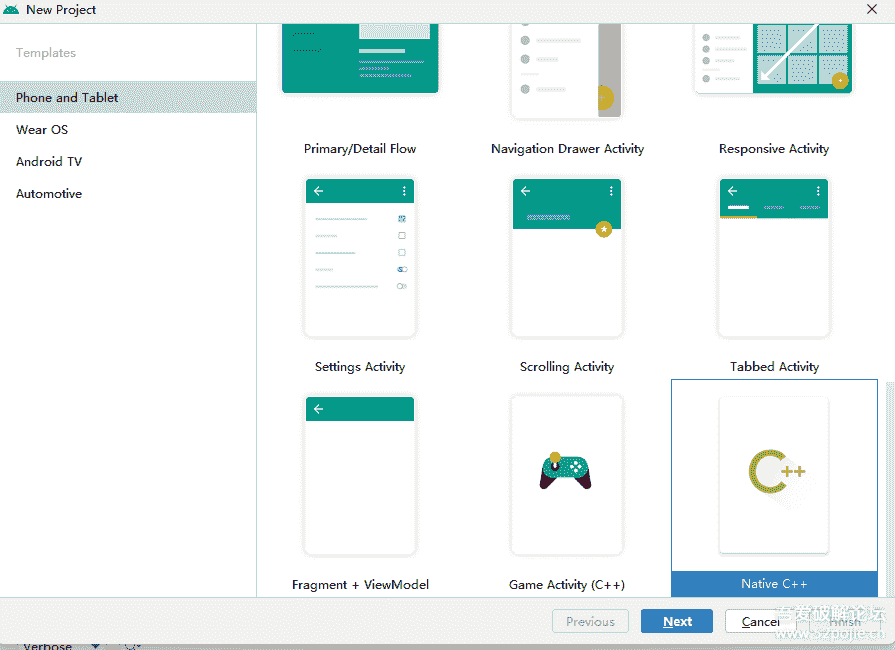 New Project
Templates
Phone and Tablet
Wear OS
Android TV
Automotive
Primary/Detail Flow
Navigation Drawer Activity
Responsive Activity
Settings Activity
Scrolling Activity
Tabbed Activity
Fragment + ViewModel
Game Activity (C++)
C++
Native C++
Previous
Next
Cancel
Finish
吾爱破解论坛
www.52pojie.cn
Verbose